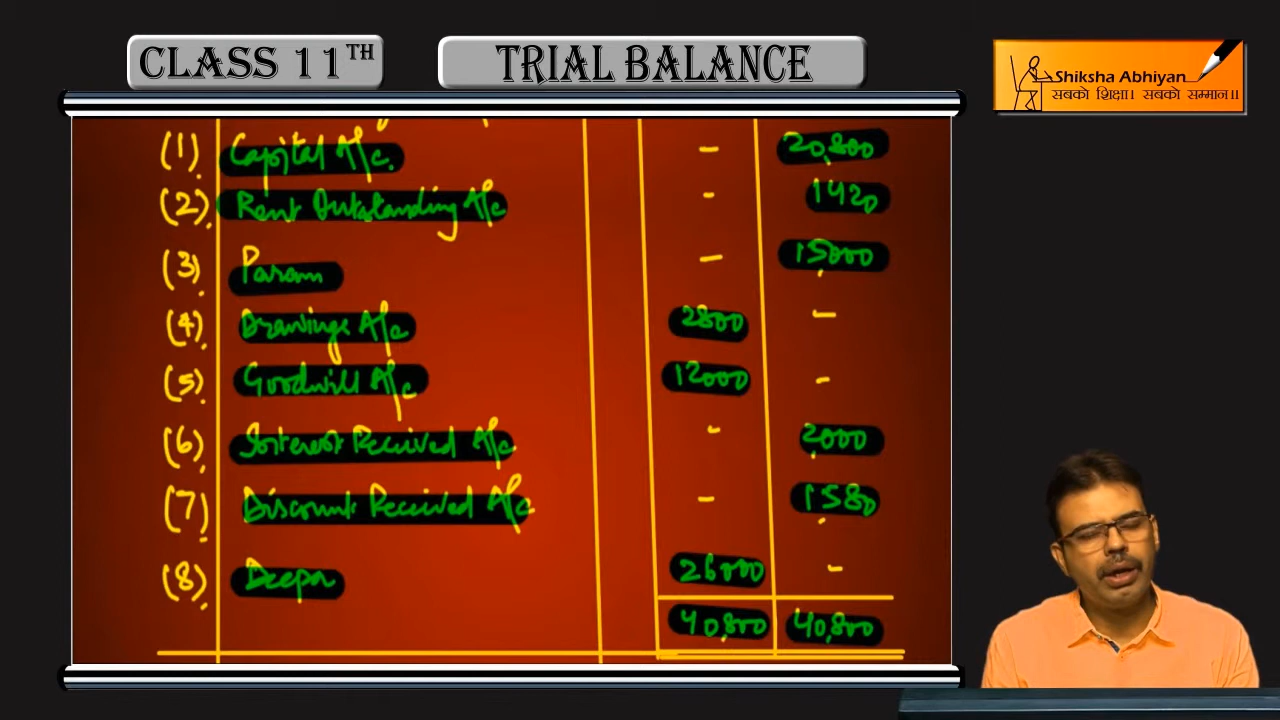 CLASS 11TH
TRIAL BALANCE
Shiksha Abhiyan
सबको शिक्षा। सबको सम्मान॥
(1). Capital A/c. - 20,800
(2). Rent Outstanding A/c - 1420
(3). Param - 15000
(4). Drawings A/c 2800 -
(5). Goodwill A/c 12000 -
(6). Interest Received A/c - 2000
(7). Discount Received A/c - 1580
(8). Deepa 26000 -
40,800 40,800